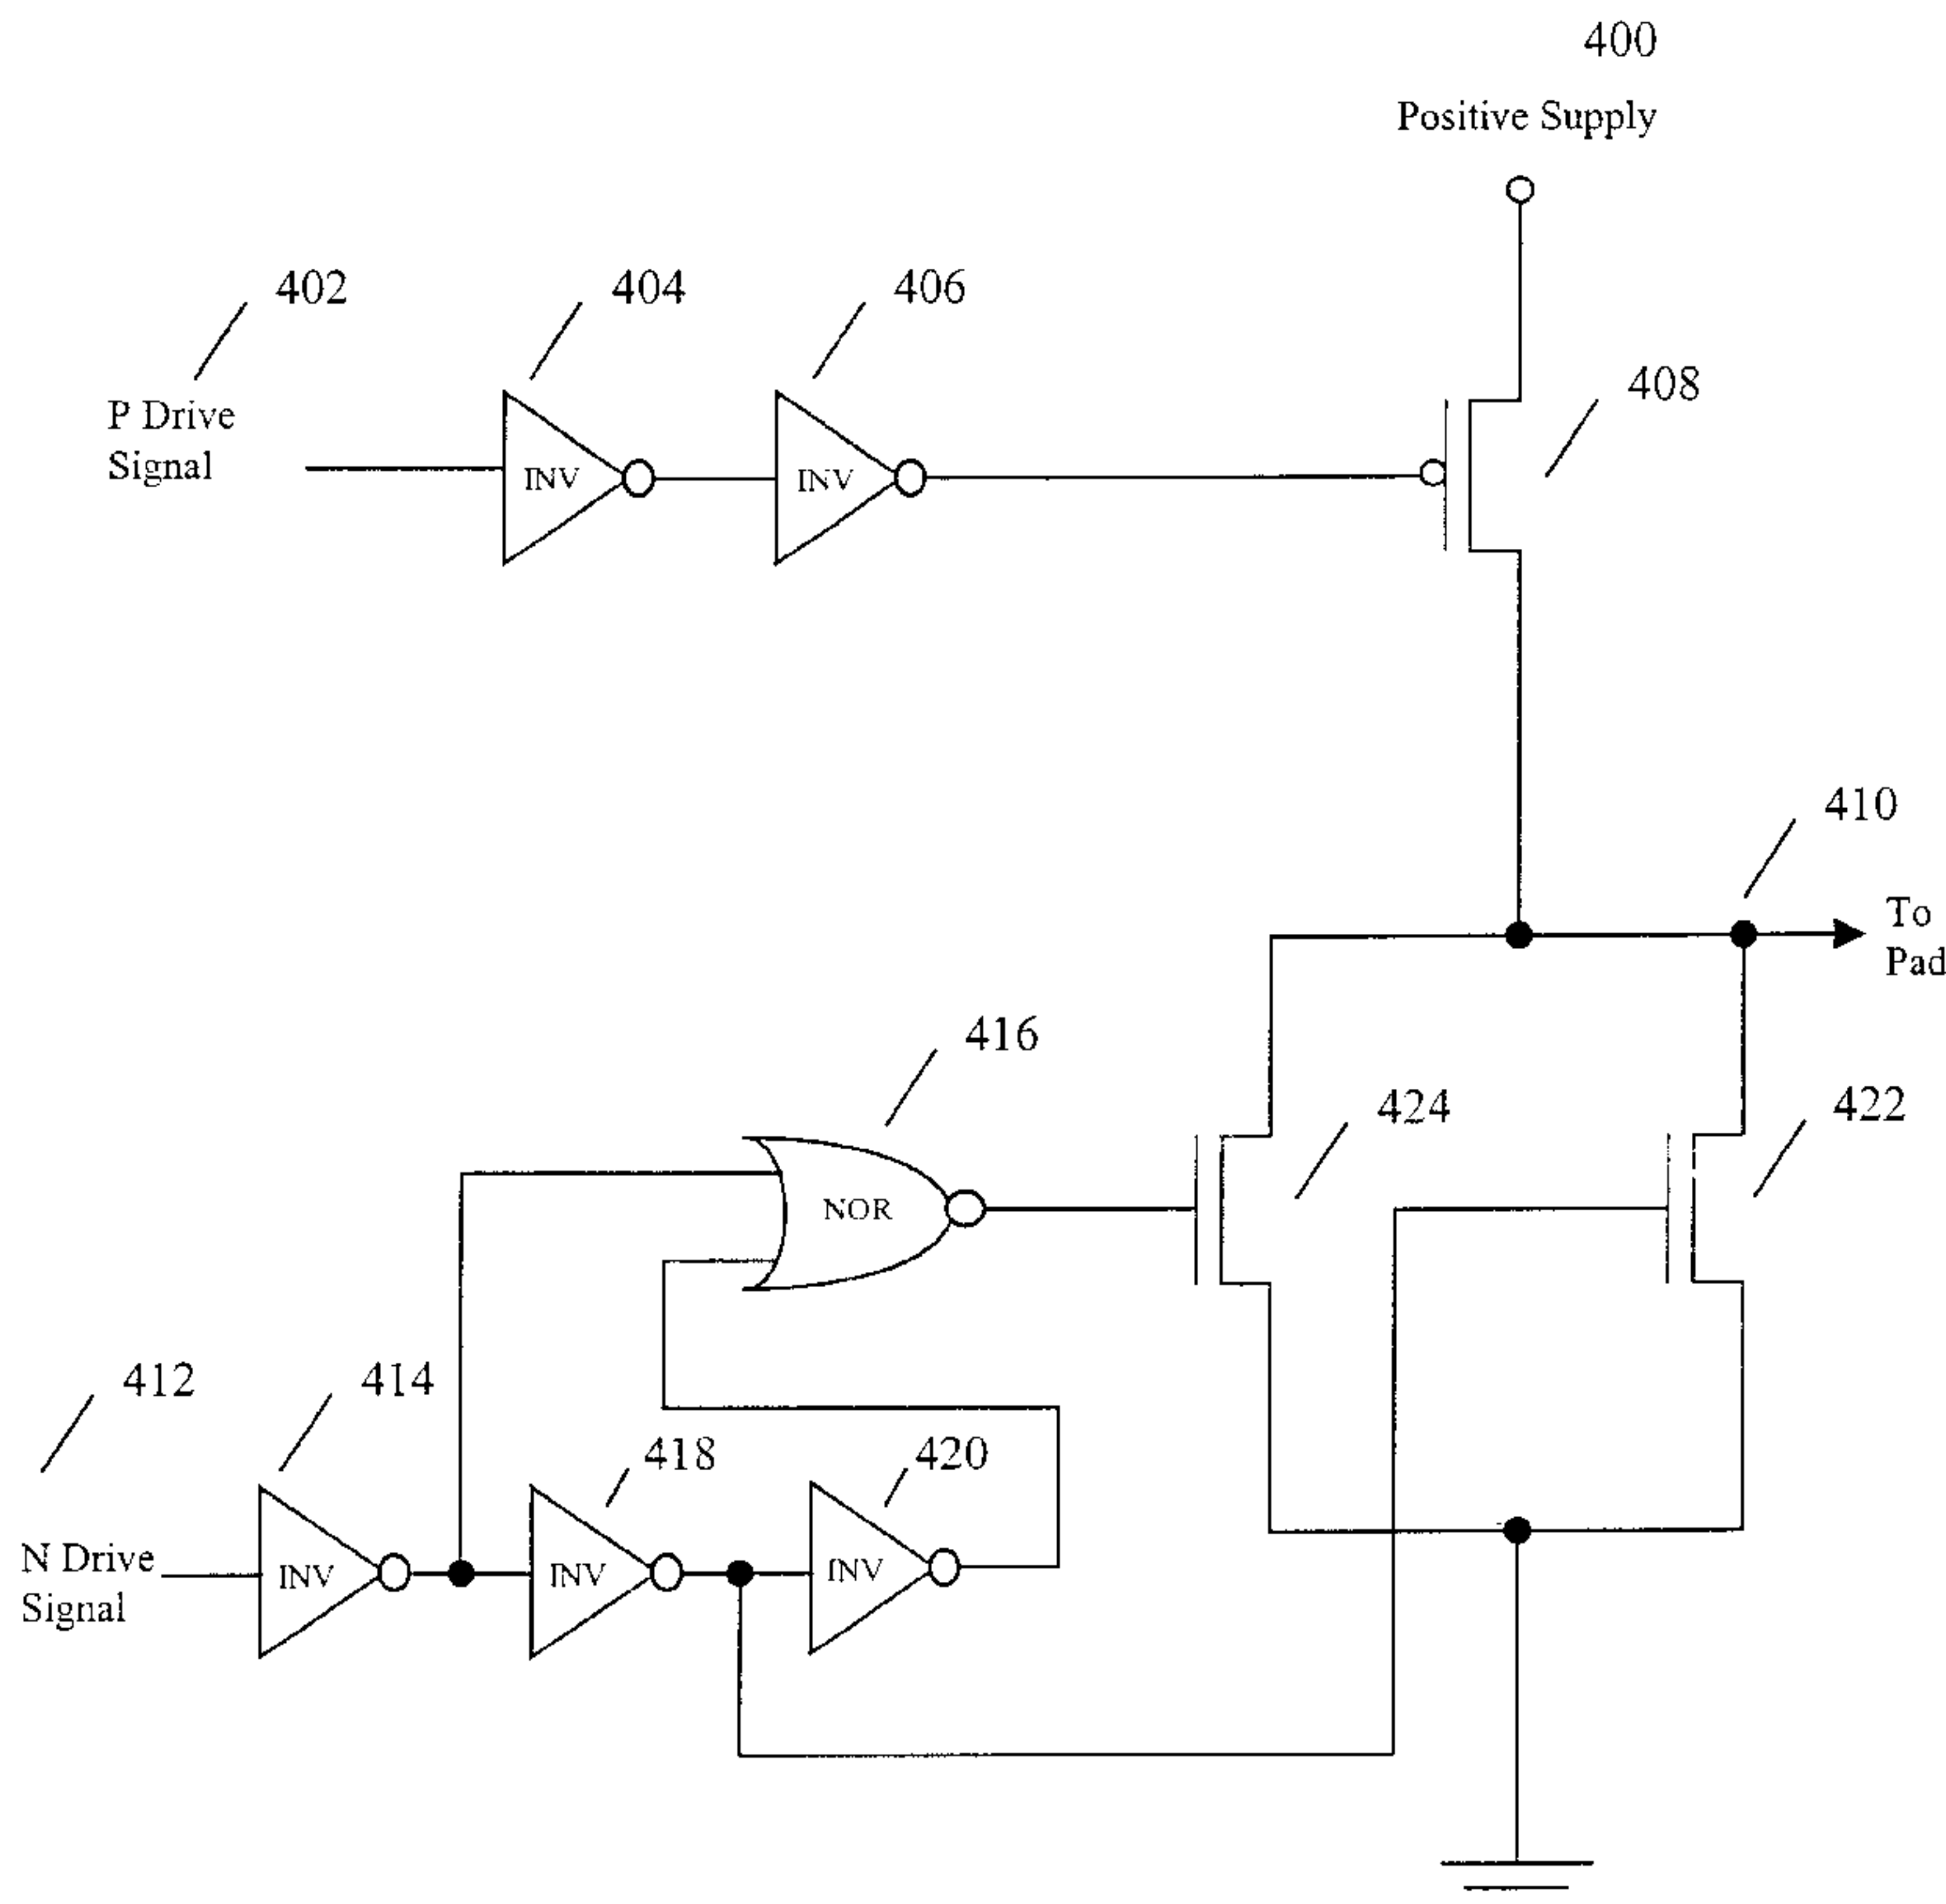 400
Positive Supply
402
404
406
P Drive
Signal
INV
INV
408
410
To
Pad
416
424
422
NOR
412
414
418
420
N Drive
Signal
INV
INV
INV